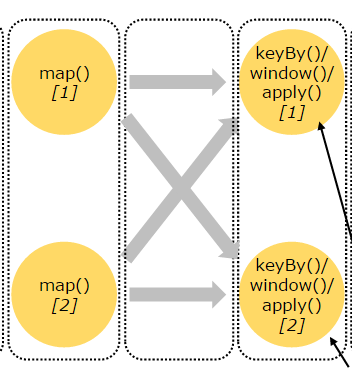 map()
[1]
keyBy()/
window()/
apply()
[1]
map()
[2]
keyBy()/
window()/
apply()
[2]